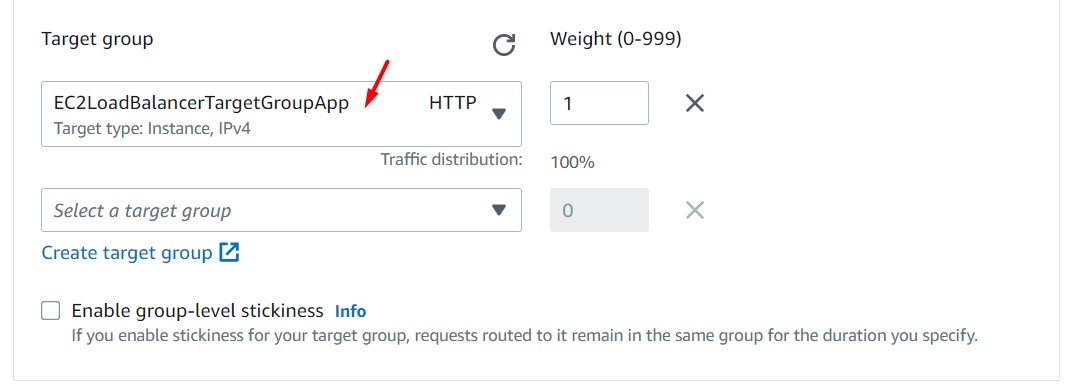 Target group
Weight (0-999)
EC2LoadBalancerTargetGroupApp HTTP
Target type: Instance, IPv4
1
Traffic distribution:
100%
Select a target group
0
Create target group
Enable group-level stickiness Info
If you enable stickiness for your target group, requests routed to it remain in the same group for the duration you specify.